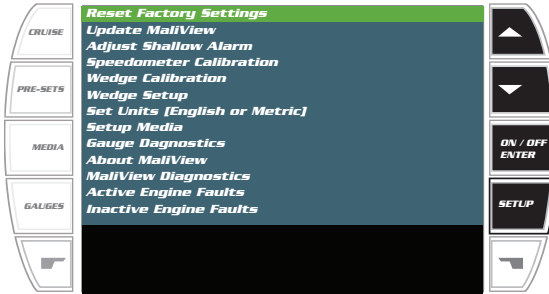 CRUISE
PRE-SETS
MEDIA
GAUGES
Reset Factory Settings
Update MaliView
Adjust Shallow Alarm
Speedometer Calibration
Wedge Calibration
Wedge Setup
Set Units [English or Metric]
Setup Media
Gauge Dagnostics
About MaliView
MaliView Diagnostics
Active Engine Faults
Inactive Engine Faults
ON / OFF
ENTER
SETUP